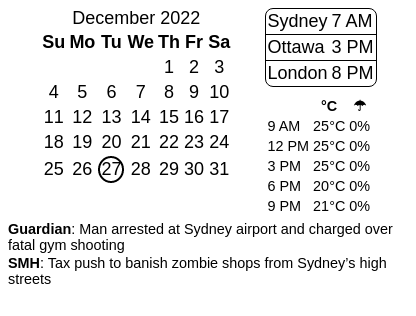 December 2022
Su Mo Tu We Th Fr Sa
1 2 3
4 5 6 7 8 9 10
11 12 13 14 15 16 17
18 19 20 21 22 23 24
25 26 27 28 29 30 31
Sydney 7 AM
Ottawa 3 PM
London 8 PM
°C ☂
9 AM 25°C 0%
12 PM 25°C 0%
3 PM 25°C 0%
6 PM 20°C 0%
9 PM 21°C 0%
Guardian: Man arrested at Sydney airport and charged over
fatal gym shooting
SMH: Tax push to banish zombie shops from Sydney’s high
streets